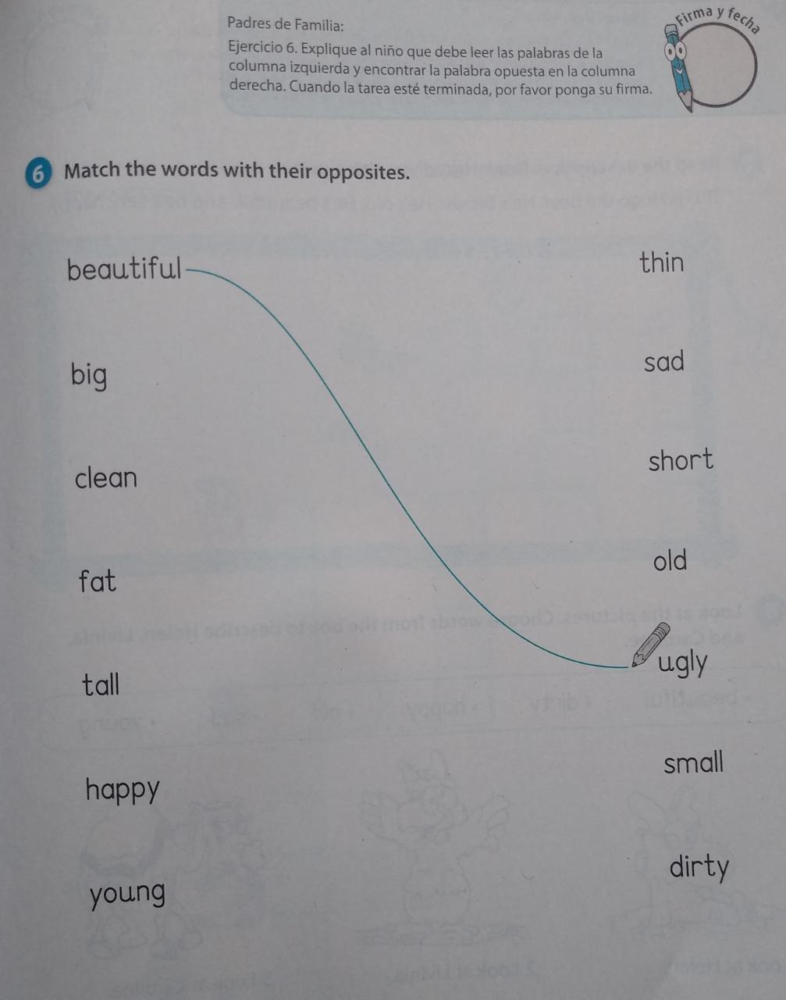 Padres de Familia:
Ejercicio 6. Explique al niño que debe leer las palabras de la
columna izquierda y encontrar la palabra opuesta en la columna
derecha. Cuando la tarea esté terminada, por favor ponga su firma.
Firma y fecha
6 Match the words with their opposites.
beautiful thin
big sad
clean short
fat old
tall ugly
happy small
young dirty